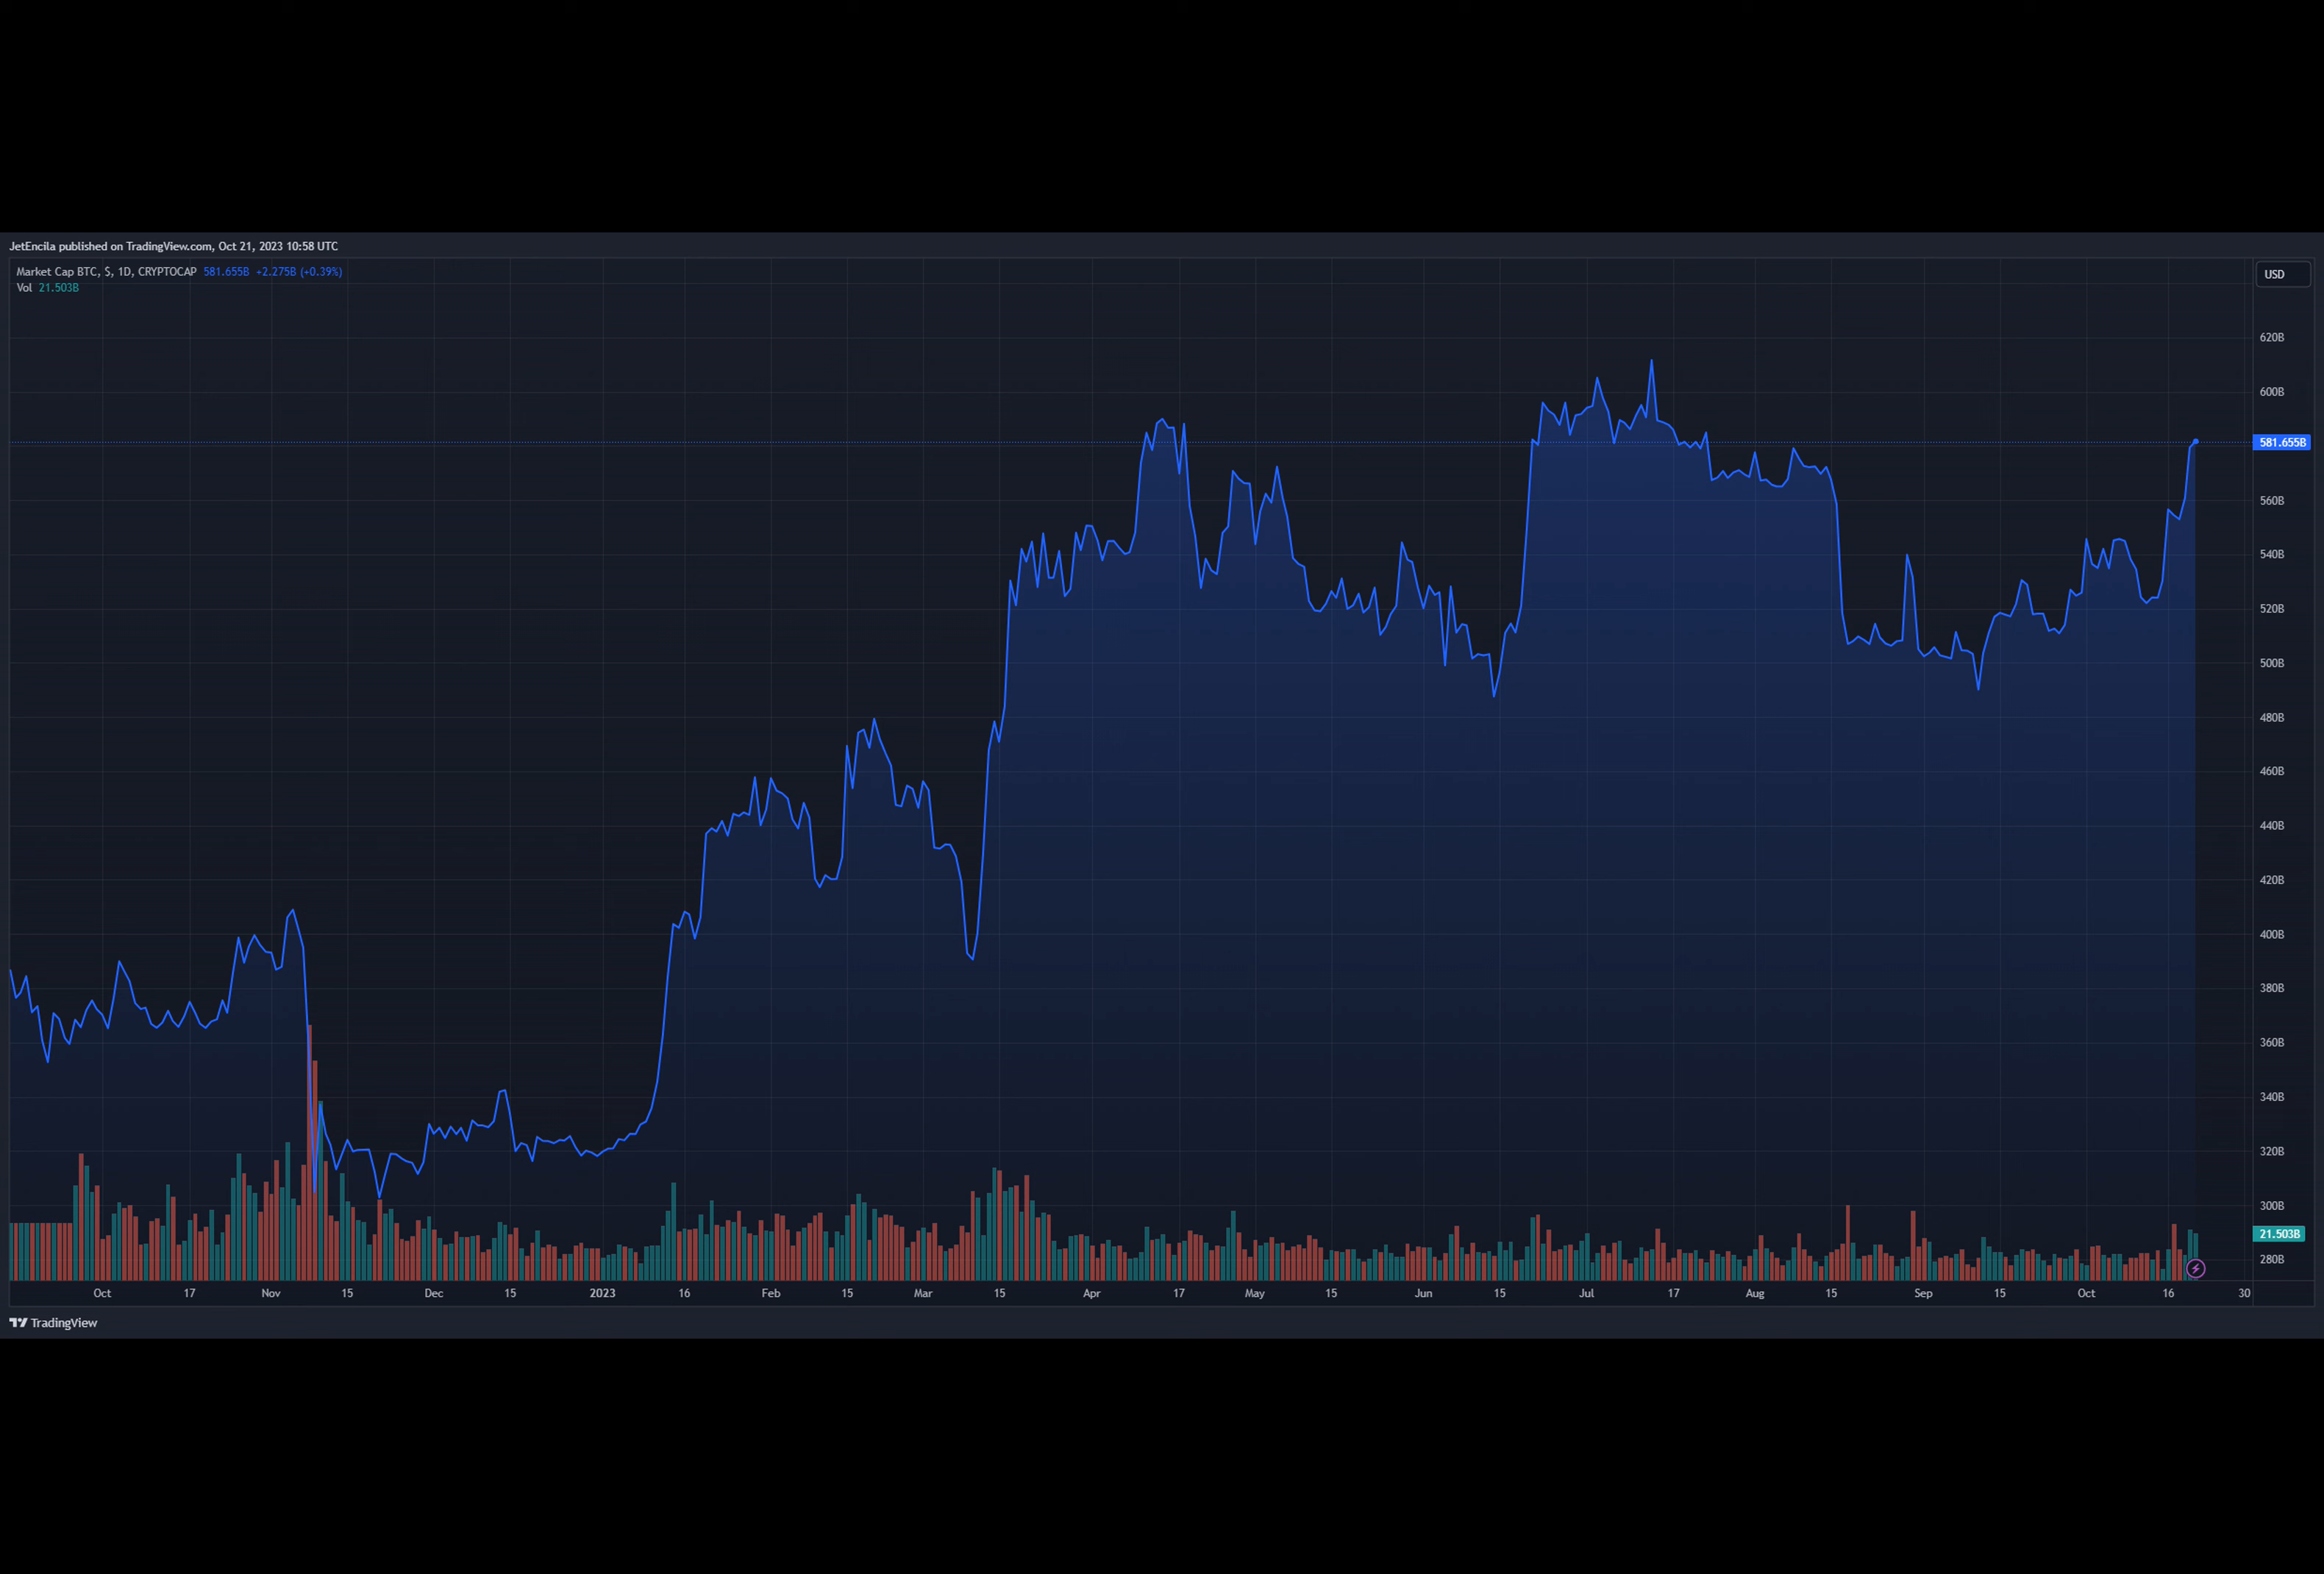 JetEncila published on TradingView.com, Oct 21, 2023 10:58 UTC
Market Cap BTC, $, 1D, CRYPTOCAP 581.655B +2.275B (+0.39%)
Vol 21.503B
USD
620B
600B
581.655B
560B
540B
520B
500B
480B
460B
440B
420B
400B
380B
360B
340B
320B
300B
21.503B
280B
Oct 17 Nov 15 Dec 15 2023 16 Feb 15 Mar 15 Apr 17 May 15 Jun 15 Jul 17 Aug 15 Sep 15 Oct 16 30
TradingView